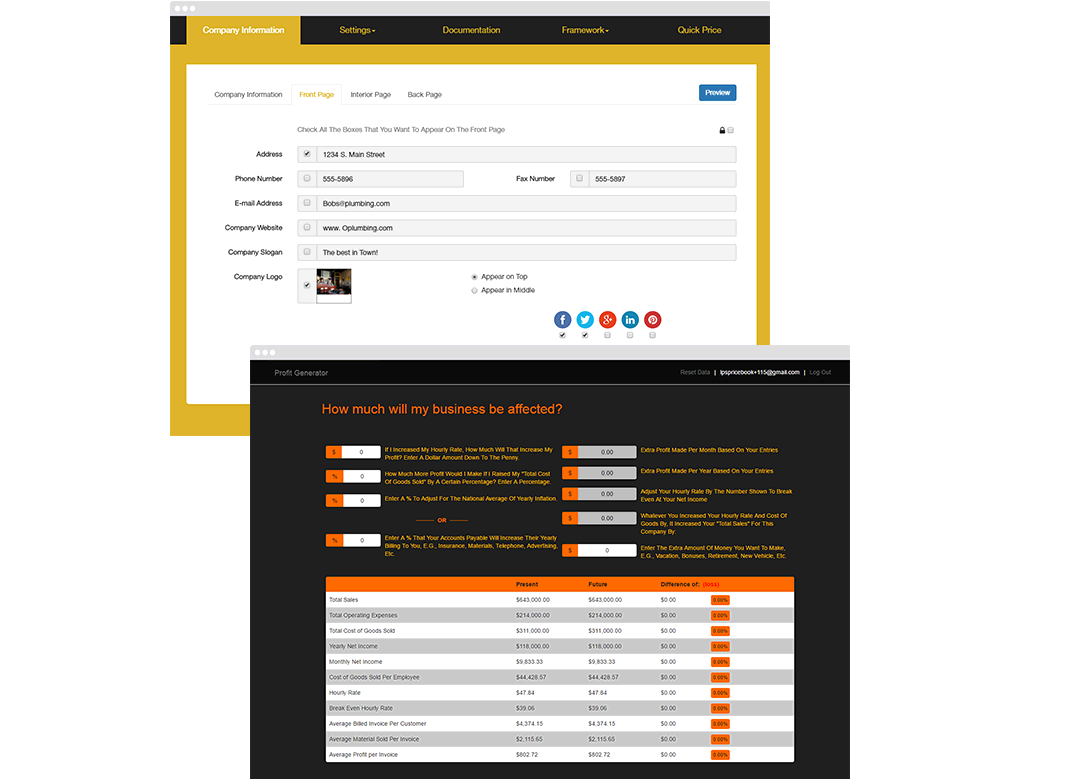 Company Information Settings Documentation Framework Quick Price
Company Information Front Page Interior Page Back Page Preview
Check All The Boxes That You Want To Appear On The Front Page
Address 1234 S. Main Street
Phone Number 555-5896 Fax Number 555-5897
E-mail Address Bobs@plumbing.com
Company Website www. Oplumbing.com
Company Slogan The best in Town!
Company Logo Appear on Top
Appear in Middle
Profit Generator Reset Data | lpspricebook+115@gmail.com | Log Out
How much will my business be affected?
$ 0 If I Increased My Hourly Rate, How Much Will That Increase My
Profit? Enter A Dollar Amount Down To The Penny.
% 0 How Much More Profit Would I Make If I Raised My "Total Cost
Of Goods Sold" By A Certain Percentage? Enter A Percentage.
% 0 Enter A % To Adjust For The National Average Of Yearly Inflation.
OR
% 0 Enter A % That Your Accounts Payable Will Increase Their Yearly
Billing To You, E.G., Insurance, Materials, Telephone, Advertising,
Etc.
$ 0.00 Extra Profit Made Per Month Based On Your Entries
$ 0.00 Extra Profit Made Per Year Based On Your Entries
$ 0.00 Adjust Your Hourly Rate By The Number Shown To Break
Even At Your Net Income
$ 0.00 Whatever You Increased Your Hourly Rate And Cost Of
Goods By, It Increased Your "Total Sales" For This
Company By:
$ 0 Enter The Extra Amount Of Money You Want To Make,
E.G., Vacation, Bonuses, Retirement, New Vehicle, Etc.
Present Future Difference of: (loss)
Total Sales $643,000.00 $643,000.00 $0.00 0.00%
Total Operating Expenses $214,000.00 $214,000.00 $0.00 0.00%
Total Cost of Goods Sold $311,000.00 $311,000.00 $0.00 0.00%
Yearly Net Income $118,000.00 $118,000.00 $0.00 0.00%
Monthly Net Income $9,833.33 $9,833.33 $0.00 0.00%
Cost of Goods Sold Per Employee $44,428.57 $44,428.57 $0.00 0.00%
Hourly Rate $47.84 $47.84 $0.00 0.00%
Break Even Hourly Rate $39.06 $39.06 $0.00 0.00%
Average Billed Invoice Per Customer $4,374.15 $4,374.15 $0.00 0.00%
Average Material Sold Per Invoice $2,115.65 $2,115.65 $0.00 0.00%
Average Profit per Invoice $802.72 $802.72 $0.00 0.00%